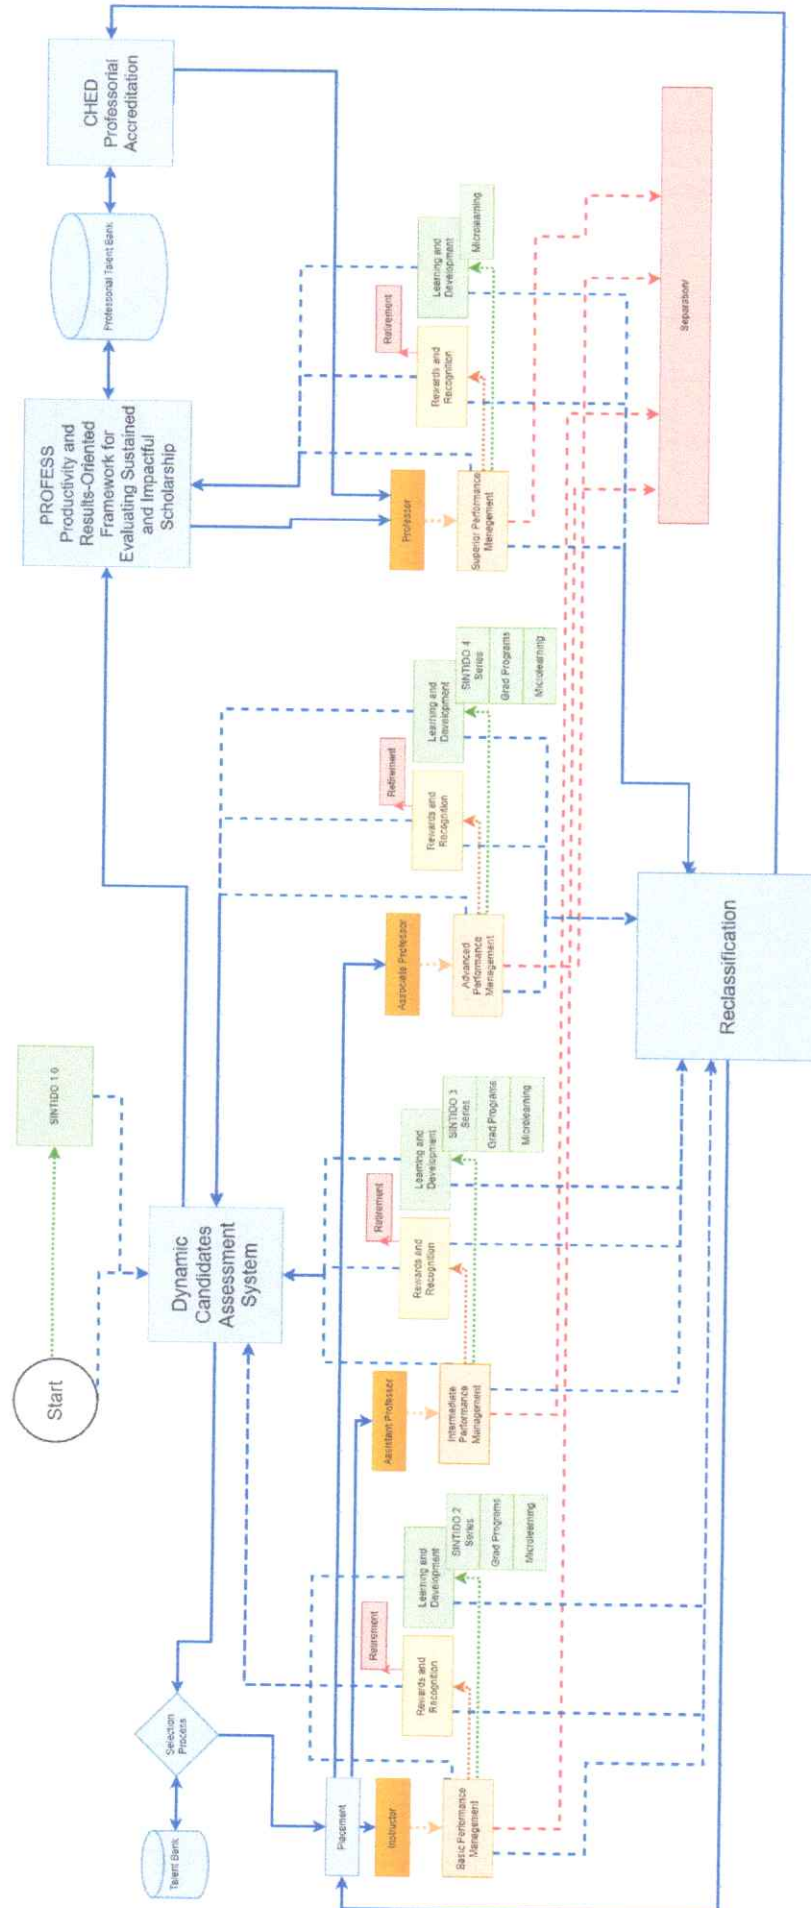 Start
SINTIDO 1.0
Dynamic
Candidates
Assessment
System
Selection
Process
Talent Bank
Placement
PROFESS
Productivity and
Results-Oriented
Framework for
Evaluating Sustained
and Impactful
Scholarship
Professional Talent Bank
CHED
Professorial
Accreditation
Instructor
Basic Performance
Management
Rewards and
Recognition
Retirement
Learning and
Development
SINTIDO 2
Series
Grad Programs
Microlearning
Assistant Professor
Intermediate
Performance
Management
Rewards and
Recognition
Retirement
Learning and
Development
SINTIDO 3
Series
Grad Programs
Microlearning
Associate Professor
Advanced
Performance
Management
Rewards and
Recognition
Retirement
Learning and
Development
SINTIDO 4
Series
Grad Programs
Microlearning
Professor
Superior Performance
Management
Rewards and
Recognition
Retirement
Learning and
Development
Microlearning
Reclassification
Separation/